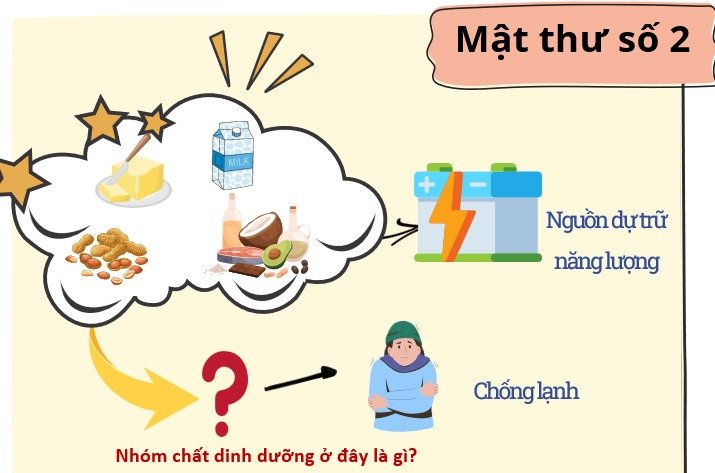 Mật thư số 2
MILK
Nguồn dự trữ
năng lượng
Chống lạnh
Nhóm chất dinh dưỡng ở đây là gì?